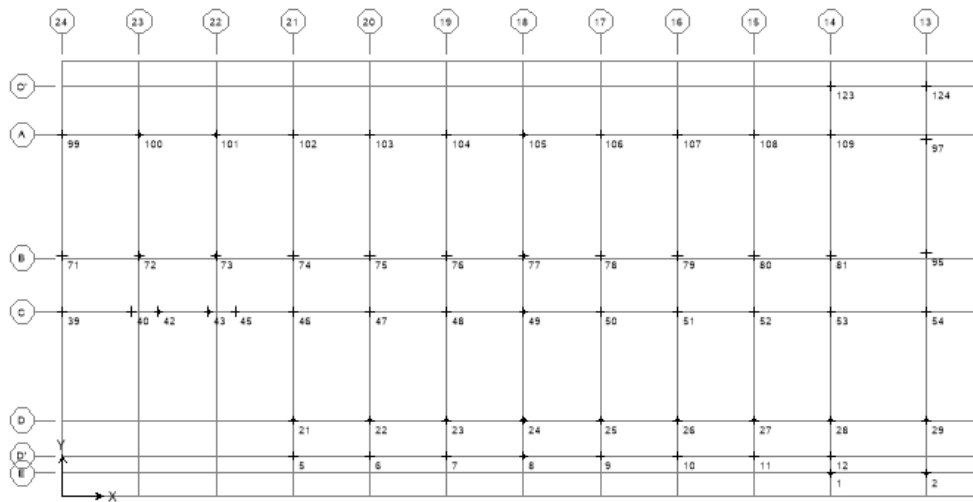 24 23 22 21 20 19 18 17 16 15 14 13
123 124
A
99 100 101 102 103 104 105 106 107 108 109 97
B
71 72 73 74 75 76 77 78 79 80 81 95
C
39 40 42 43 45 46 47 48 49 50 51 52 53 54
D
21 22 23 24 25 26 27 28 29
Y
D'
5 6 7 8 9 10 11 12
E
1 2
X